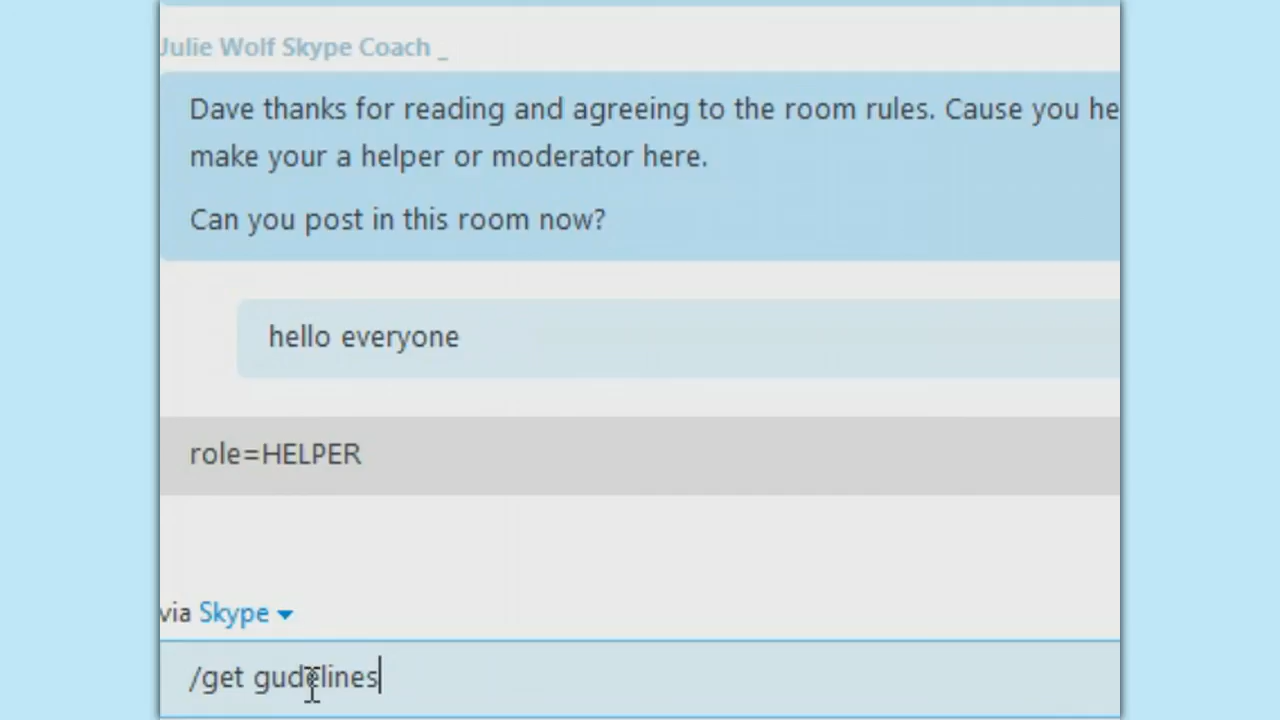 Julie Wolf Skype Coach _
Dave thanks for reading and agreeing to the room rules. Cause you he
make your a helper or moderator here.
Can you post in this room now?
hello everyone
role=HELPER
via Skype
/get gudelines